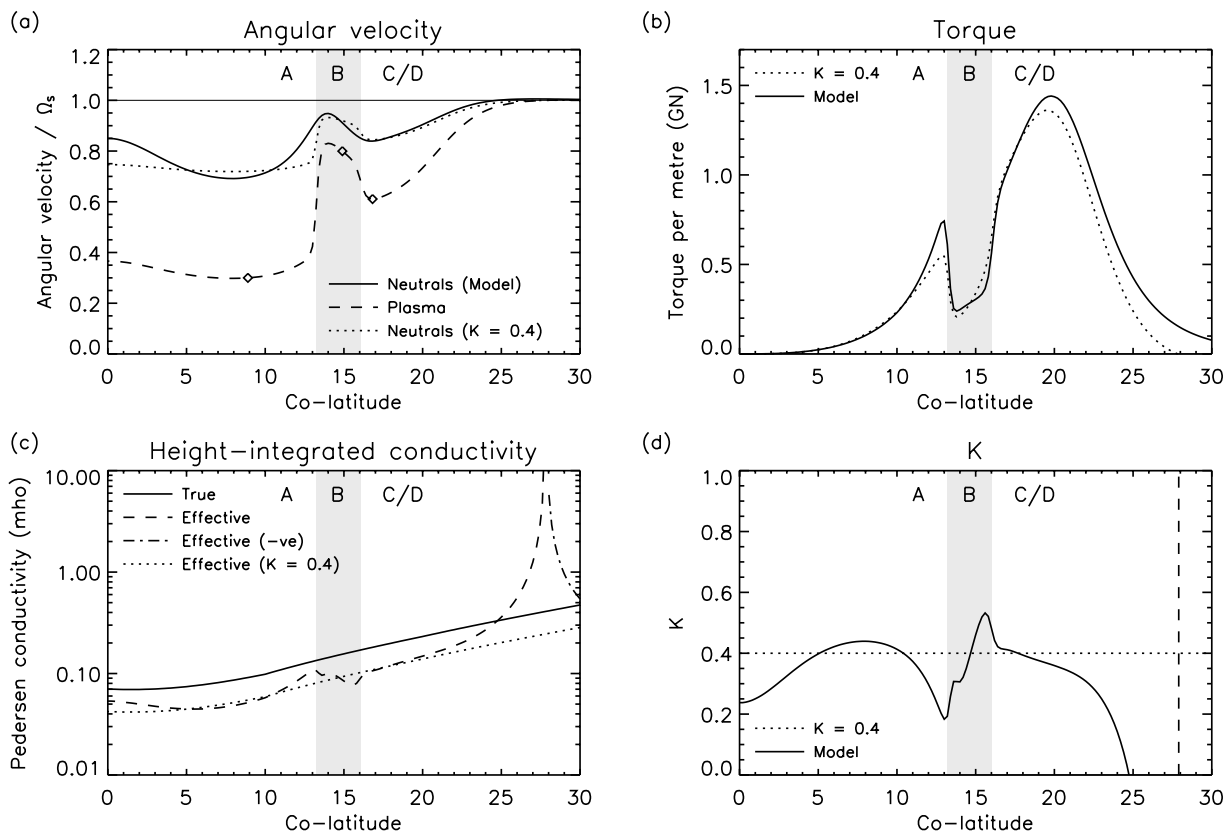 (a)
Angular velocity
1.2
1.0
0.8
0.6
0.4
0.2
0.0
Angular velocity / Ωs
A B C/D
Neutrals (Model)
Plasma
Neutrals (K = 0.4)
0 5 10 15 20 25 30
Co-latitude
(b)
Torque
1.5
1.0
0.5
0.0
Torque per metre (GN)
K = 0.4
Model
A B C/D
0 5 10 15 20 25 30
Co-latitude
(c)
Height-integrated conductivity
10.00
1.00
0.10
0.01
Pedersen conductivity (mho)
True
Effective
Effective (-ve)
Effective (K = 0.4)
A B C/D
0 5 10 15 20 25 30
Co-latitude
(d)
K
1.0
0.8
0.6
0.4
0.2
0.0
K
A B C/D
K = 0.4
Model
0 5 10 15 20 25 30
Co-latitude